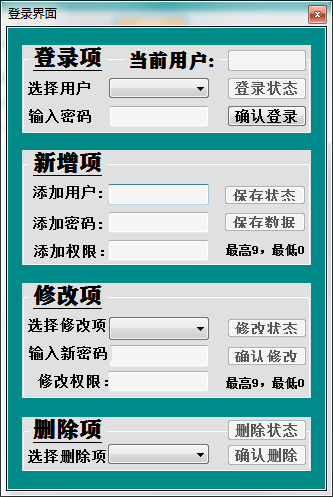 登录界面
登录项 当前用户:
选择用户 登录状态
输入密码 确认登录
新增项
添加用户: 保存状态
添加密码: 保存数据
添加权限: 最高9，最低0
修改项
选择修改项 修改状态
输入新密码 确认修改
修改权限: 最高9，最低0
删除项 删除状态
选择删除项 确认删除